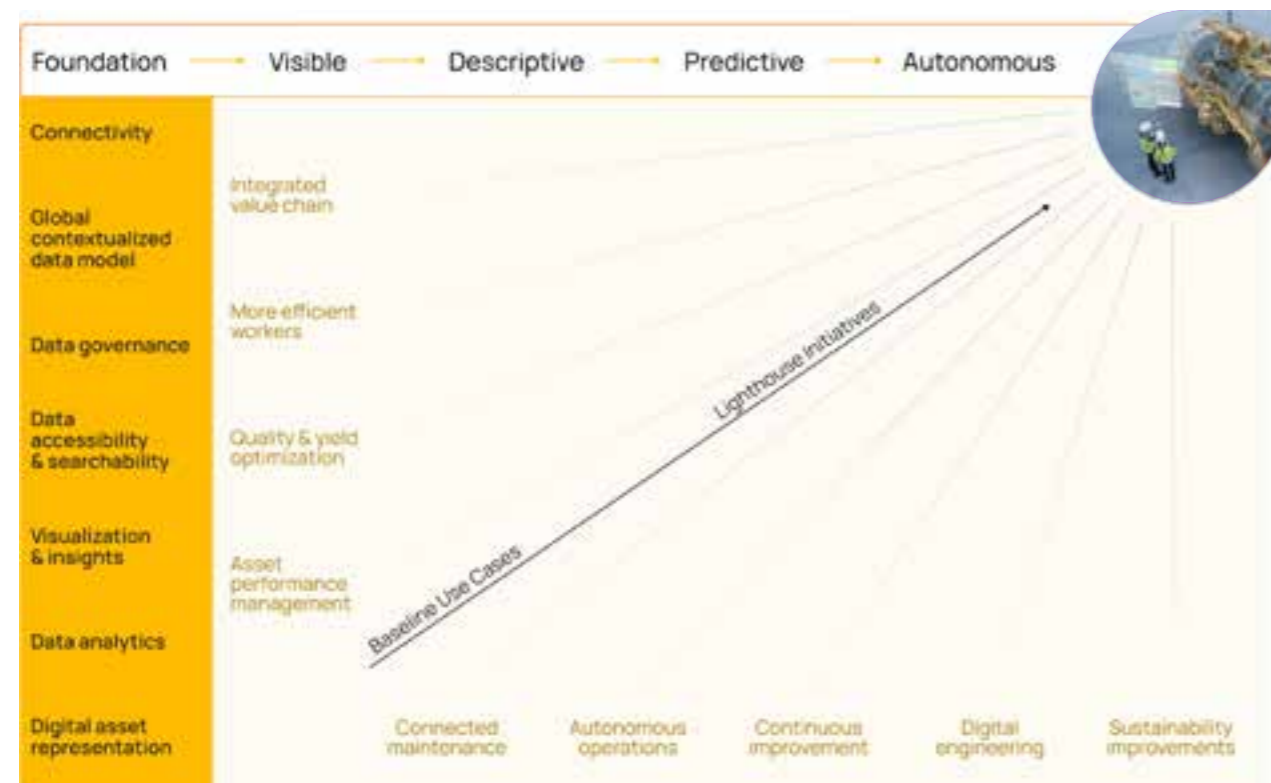 Foundation
Visible
Descriptive
Predictive
Autonomous
Connectivity
Global
contextualized
data model
Data governance
Data
accessibility
& searchability
Visualization
& insights
Data analytics
Digital asset
representation
Integrated
value chain
More efficient
workers
Quality & yield
optimization
Asset
performance
management
Baseline Use Cases
Lighthouse Initiatives
Connected
maintenance
Autonomous
operations
Continuous
improvement
Digital
engineering
Sustainability
improvements